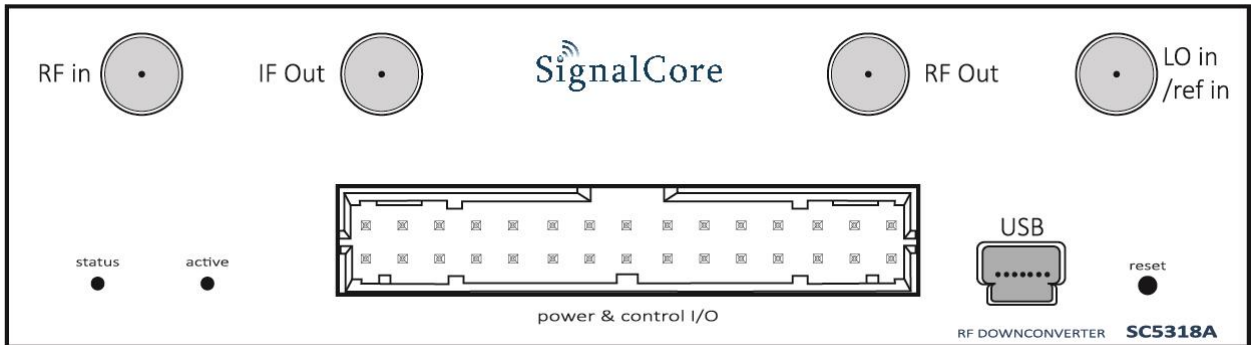 RF in
IF Out
SignalCore
RF Out
LO in
/ref in
status
active
power & control I/O
USB
reset
RF DOWNCONVERTER SC5318A